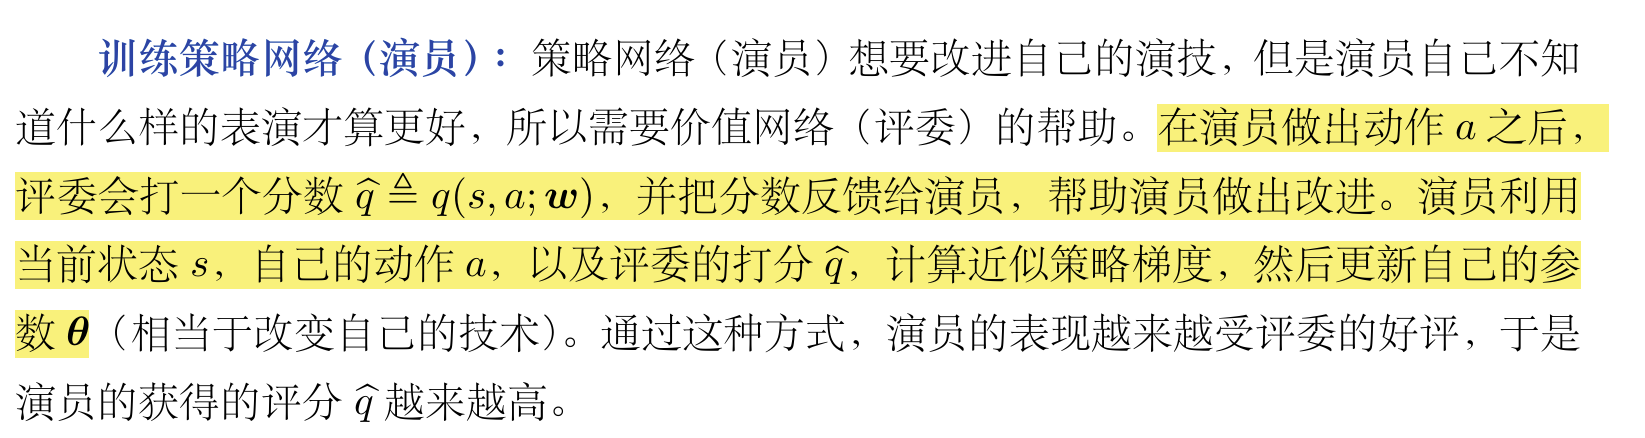 训练策略网络（演员）：策略网络（演员）想要改进自己的演技，但是演员自己不知
道什么样的表演才算更好，所以需要价值网络（评委）的帮助。在演员做出动作 a 之后，
评委会打一个分数 q̂ ≜ q(s, a; w)，并把分数反馈给演员，帮助演员做出改进。演员利用
当前状态 s，自己的动作 a，以及评委的打分 q̂，计算近似策略梯度，然后更新自己的参
数 θ（相当于改变自己的技术）。通过这种方式，演员的表现越来越受评委的好评，于是
演员的获得的评分 q̂ 越来越高。